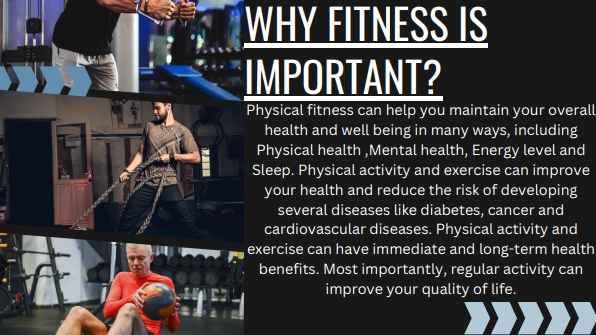 WHY FITNESS IS
IMPORTANT?
Physical fitness can help you maintain your overall
health and well being in many ways, including
Physical health ,Mental health, Energy level and
Sleep. Physical activity and exercise can improve
your health and reduce the risk of developing
several diseases like diabetes, cancer and
cardiovascular diseases. Physical activity and
exercise can have immediate and long-term health
benefits. Most importantly, regular activity can
improve your quality of life.